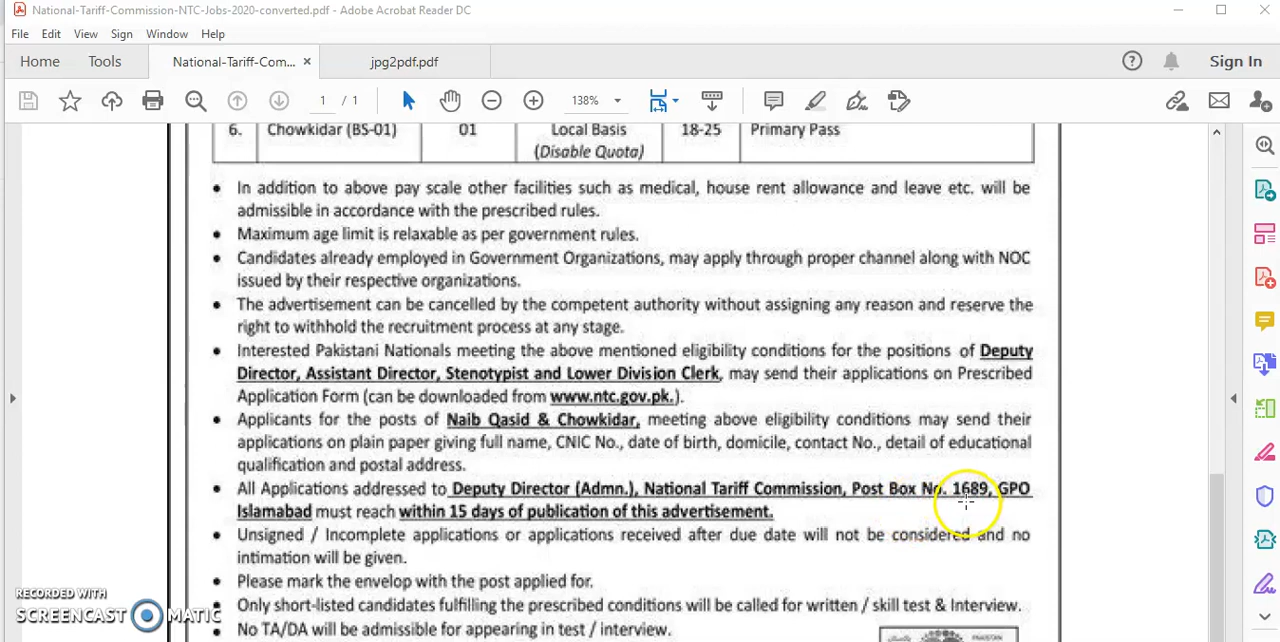 National-Tariff-Commission-NTC-Jobs-2020-converted.pdf - Adobe Acrobat Reader DC
File Edit View Sign Window Help
Home Tools National-Tariff-Com... × jpg2pdf.pdf Sign In
1 / 1 138%
6. Chowkidar (BS-01) 01 Local Basis 18-25 Primary Pass
(Disable Quota)
• In addition to above pay scale other facilities such as medical, house rent allowance and leave etc. will be
admissible in accordance with the prescribed rules.
• Maximum age limit is relaxable as per government rules.
• Candidates already employed in Government Organizations, may apply through proper channel along with NOC
issued by their respective organizations.
• The advertisement can be cancelled by the competent authority without assigning any reason and reserve the
right to withhold the recruitment process at any stage.
• Interested Pakistani Nationals meeting the above mentioned eligibility conditions for the positions of Deputy
Director, Assistant Director, Stenotypist and Lower Division Clerk, may send their applications on Prescribed
Application Form (can be downloaded from www.ntc.gov.pk.).
• Applicants for the posts of Naib Qasid & Chowkidar, meeting above eligibility conditions may send their
applications on plain paper giving full name, CNIC No., date of birth, domicile, contact No., detail of educational
qualification and postal address.
• All Applications addressed to Deputy Director (Admn.), National Tariff Commission, Post Box No. 1689, GPO
Islamabad must reach within 15 days of publication of this advertisement.
• Unsigned / Incomplete applications or applications received after due date will not be considered and no
intimation will be given.
• Please mark the envelop with the post applied for.
• Only short-listed candidates fulfilling the prescribed conditions will be called for written / skill test & Interview.
• No TA/DA will be admissible for appearing in test / interview.
RECORDED WITH
SCREENCAST MATIC